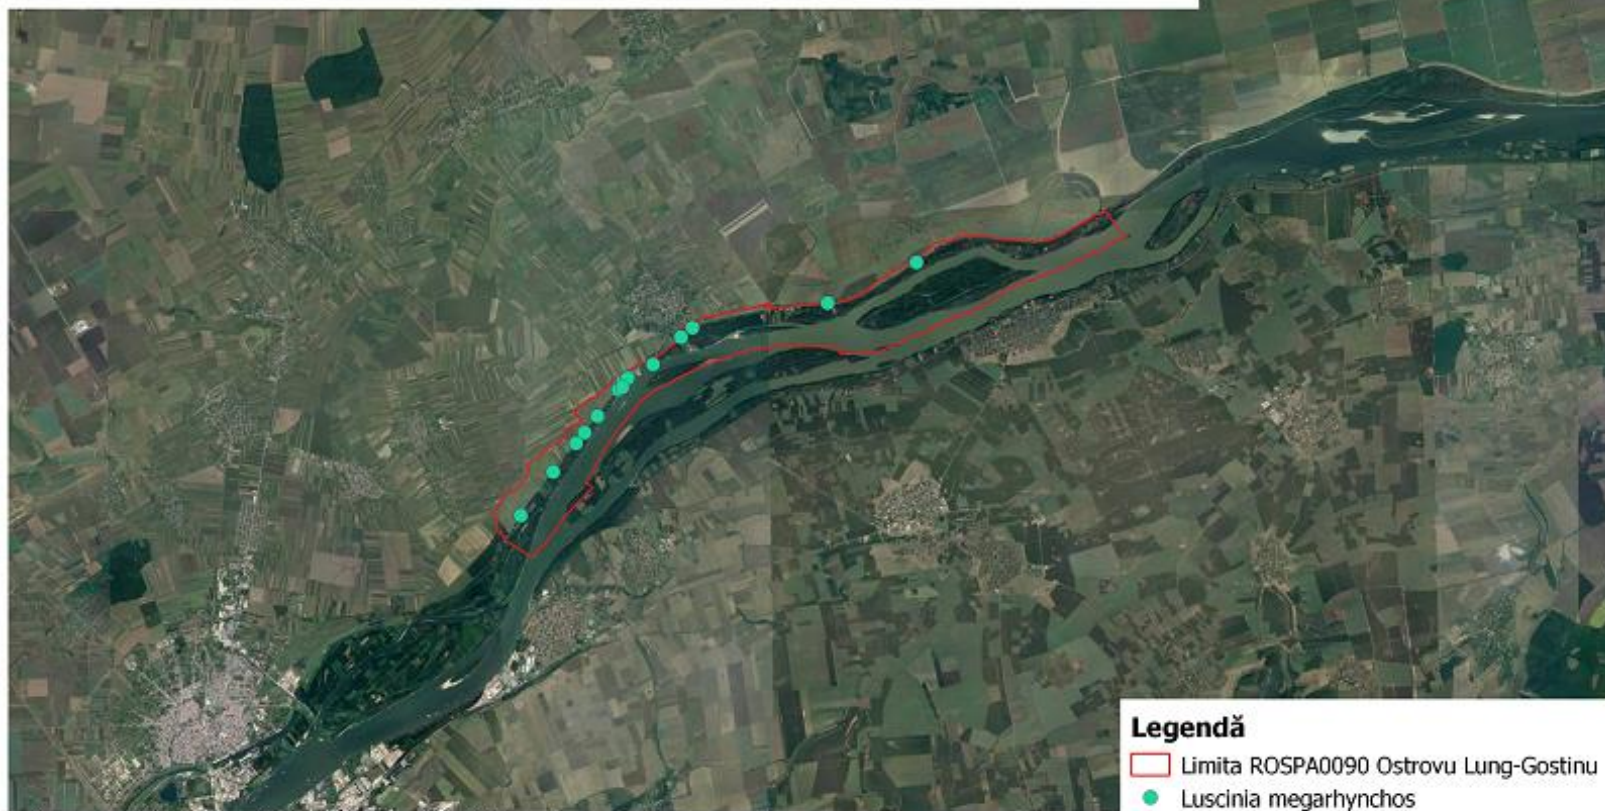 Legendă
Limita ROSPA0090 Ostrovu Lung-Gostinu
Luscinia megarhynchos